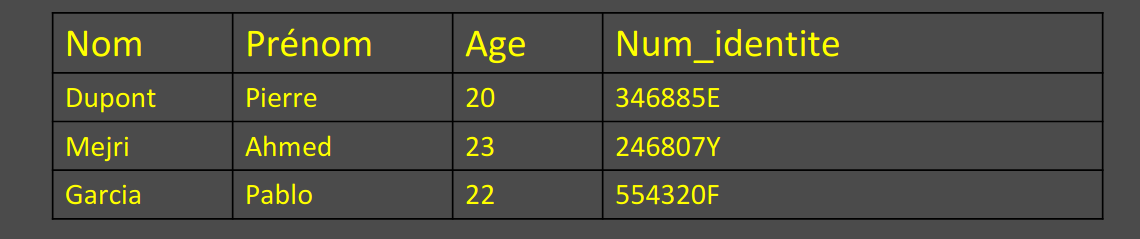 Nom Prénom Age Num_identite
Dupont Pierre 20 346885E
Mejri Ahmed 23 246807Y
Garcia Pablo 22 554320F